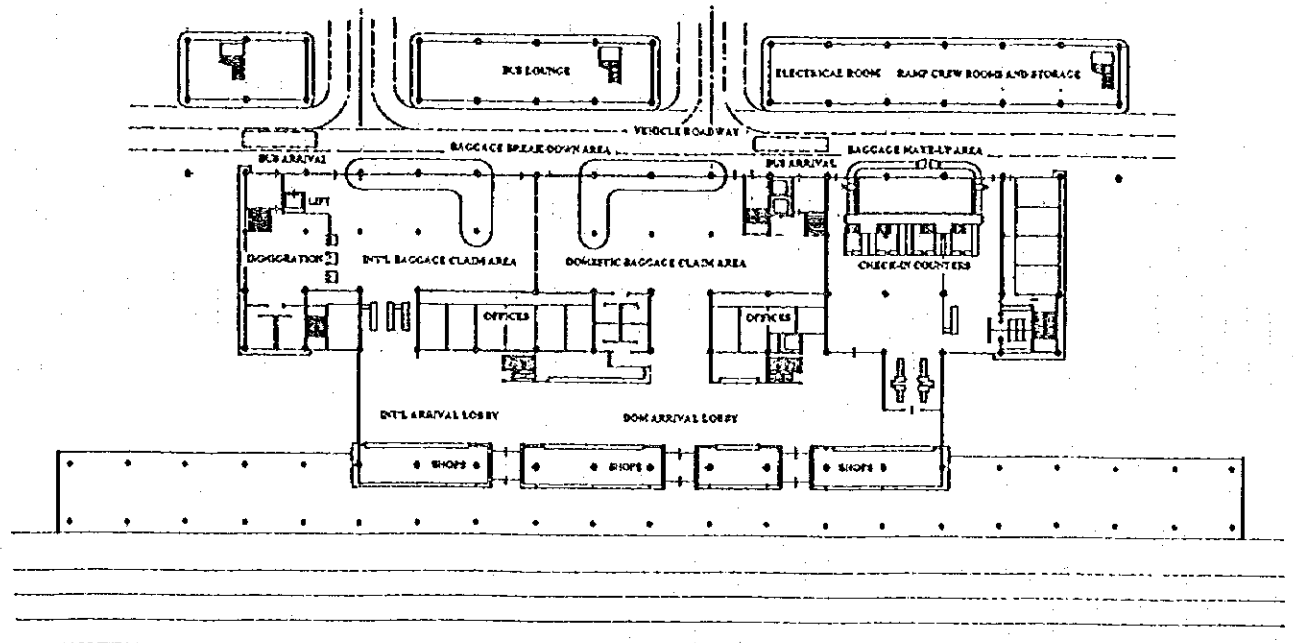 BUS LOUNGE
ELECTRICAL ROOM
RAMP CREW ROOMS AND STORAGE
VEHICLE ROADWAY
BUS ARRIVAL
BAGGAGE BREAK DOWN AREA
BUS ARRIVAL
BAGGAGE MAKE-UP AREA
LIFT
IMMIGRATION
INT'L BAGGAGE CLAIM AREA
DOMESTIC BAGGAGE CLAIM AREA
CHECK-IN COUNTERS
OFFICES
OFFICES
INT'L ARRIVAL LOBBY
DOM ARRIVAL LOBBY
SHOPS
SHOPS
SHOPS